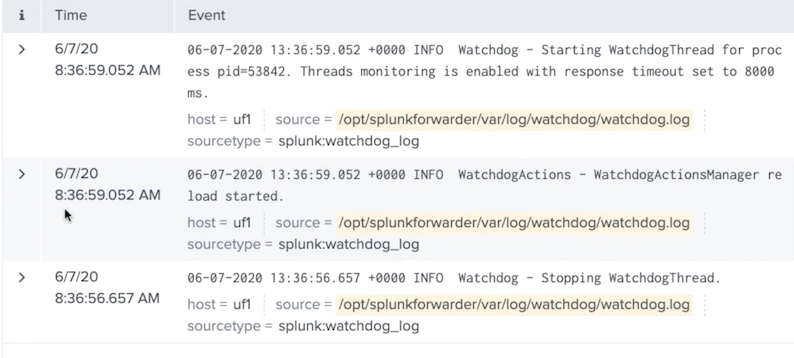 i Time Event
> 6/7/20 06-07-2020 13:36:59.052 +0000 INFO  Watchdog - Starting WatchdogThread for proc
8:36:59.052 AM ess pid=53842. Threads monitoring is enabled with response timeout set to 8000
ms.
host = uf1 source = /opt/splunkforwarder/var/log/watchdog/watchdog.log
sourcetype = splunk:watchdog_log
> 6/7/20 06-07-2020 13:36:59.052 +0000 INFO  WatchdogActions - WatchdogActionsManager re
8:36:59.052 AM load started.
host = uf1 source = /opt/splunkforwarder/var/log/watchdog/watchdog.log
sourcetype = splunk:watchdog_log
> 6/7/20 06-07-2020 13:36:56.657 +0000 INFO  Watchdog - Stopping WatchdogThread.
8:36:56.657 AM host = uf1 source = /opt/splunkforwarder/var/log/watchdog/watchdog.log
sourcetype = splunk:watchdog_log